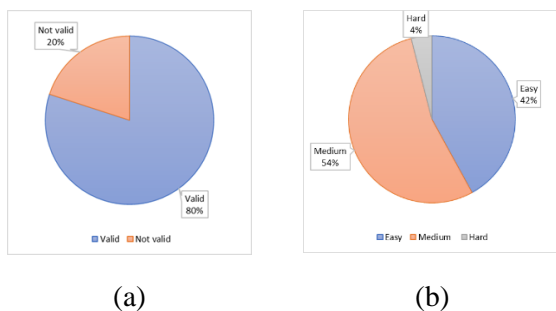 Not valid
20%
Valid
80%
Valid Not valid
(a)
Hard
4%
Easy
42%
Medium
54%
Easy Medium Hard
(b)